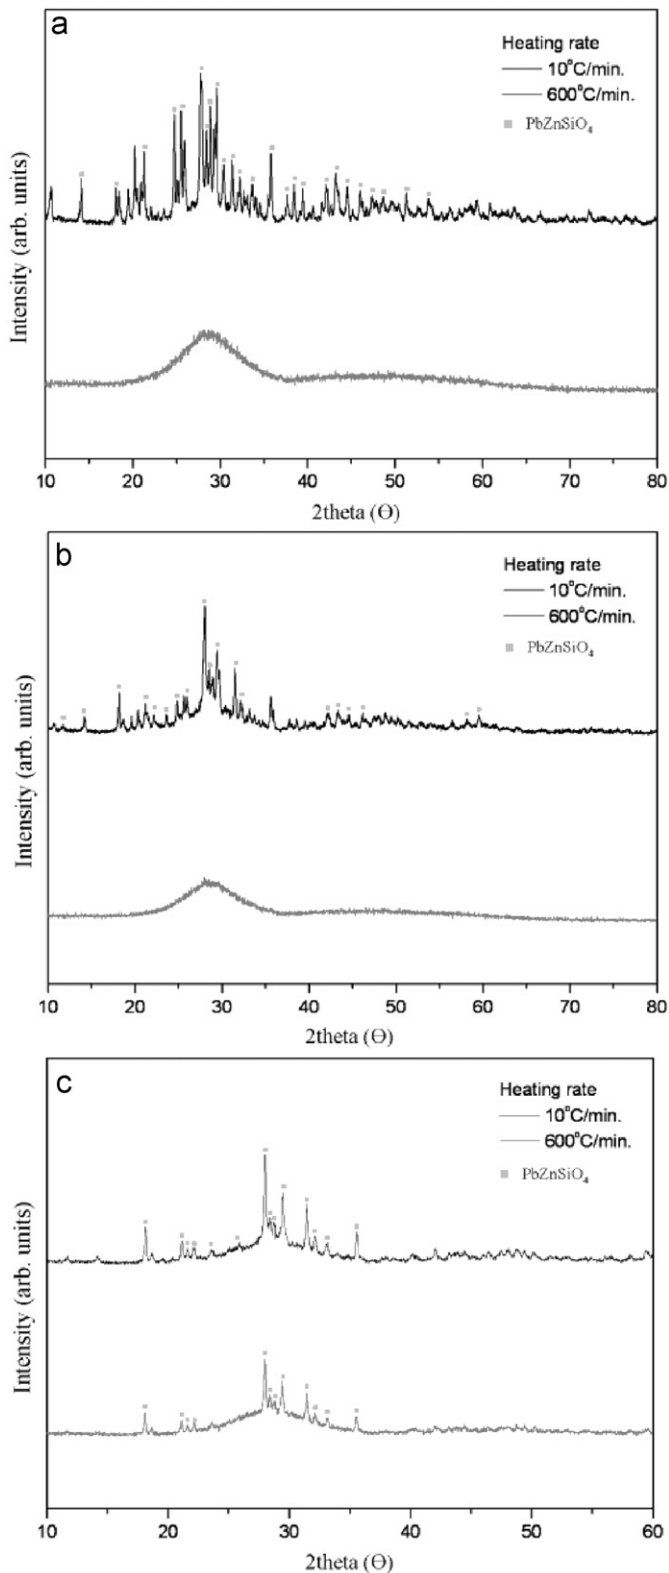 a
Heating rate
10°C/min.
600°C/min.
PbZnSiO₄
Intensity (arb. units)
10 20 30 40 50 60 70 80
2theta (Θ)
b
Heating rate
10°C/min.
600°C/min.
PbZnSiO₄
Intensity (arb. units)
10 20 30 40 50 60 70 80
2theta (Θ)
c
Heating rate
10°C/min.
600°C/min.
PbZnSiO₄
Intensity (arb. units)
10 20 30 40 50 60
2theta (Θ)